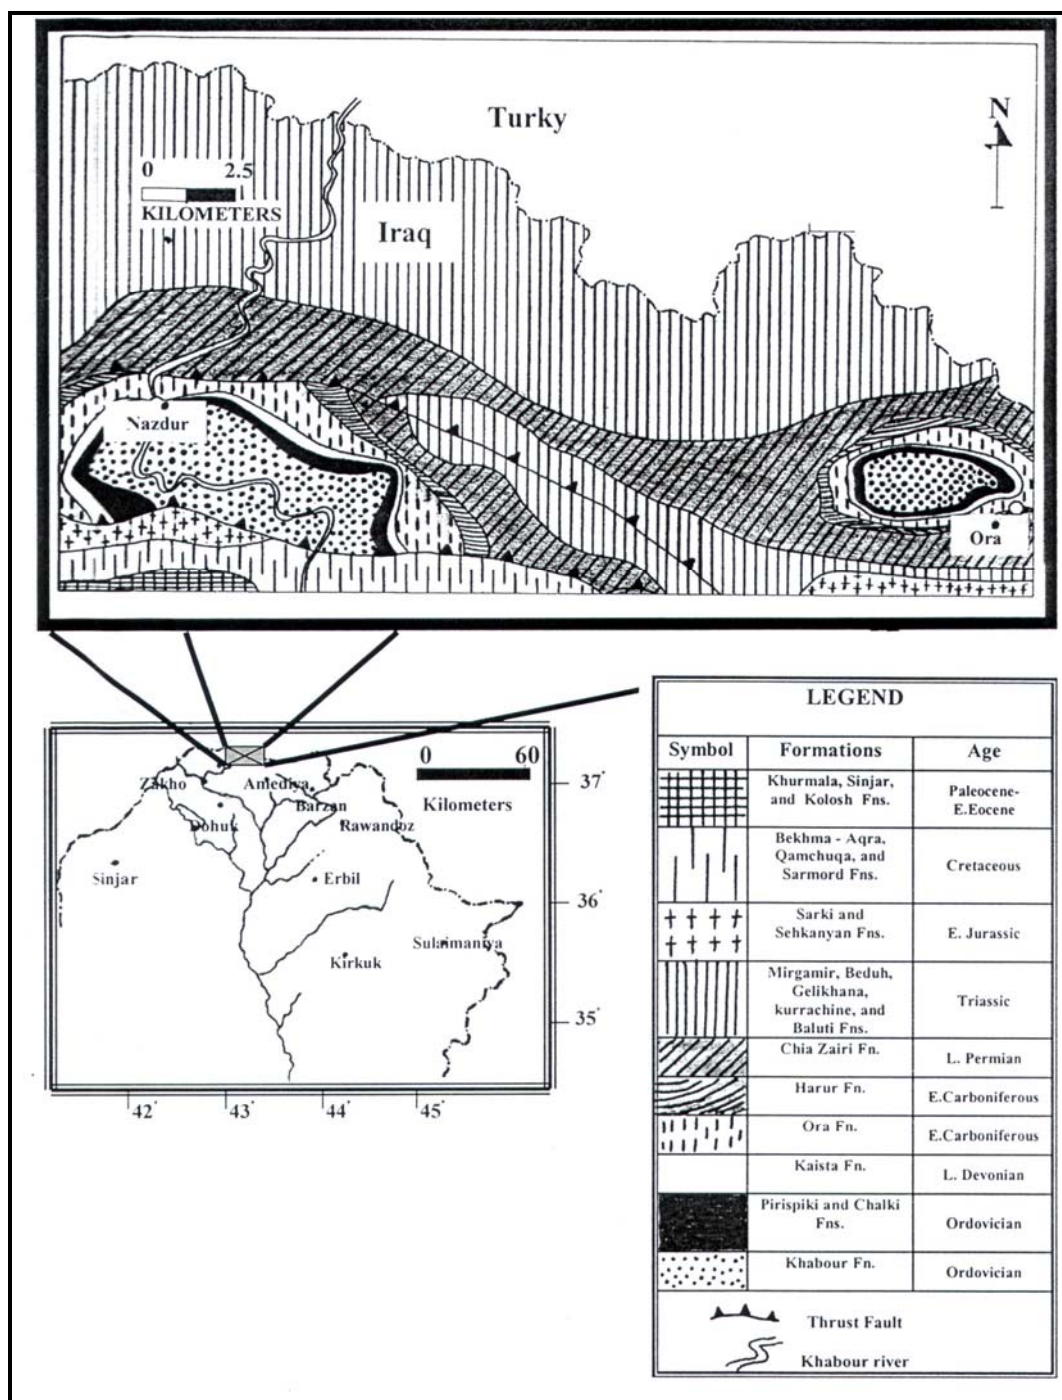 Turky
N
0 2.5
KILOMETERS
Iraq
Nazdur
Ora
0 60
Kilometers
Zakho
Amediya
Barzan
Dohuk
Rawandoz
Sinjar
Erbil
Sulaimaniya
Kirkuk
37°
36°
35°
42° 43° 44° 45°
LEGEND
Symbol Formations Age
Khurmala, Sinjar,
and Kolosh Fns.
Paleocene-
E.Eocene
Bekhma - Aqra,
Qamchuqa, and
Sarmord Fns.
Cretaceous
Sarki and
Sehkanyan Fns.
E. Jurassic
Mirgamir, Beduh,
Gelikhana,
kurrachine, and
Baluti Fns.
Triassic
Chia Zairi Fn.
L. Permian
Harur Fn.
E.Carboniferous
Ora Fn.
E.Carboniferous
Kaista Fn.
L. Devonian
Pirispiki and Chalki
Fns.
Ordovician
Khabour Fn.
Ordovician
Thrust Fault
Khabour river